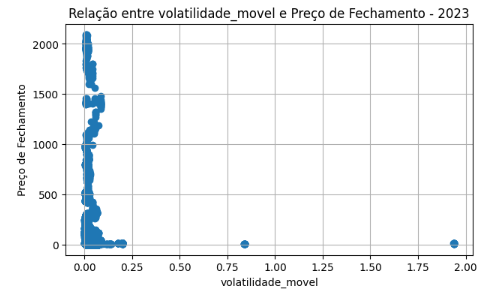 Relação entre volatilidade_movel e Preço de Fechamento - 2023
Preço de Fechamento
2000
1500
1000
500
0
0.00 0.25 0.50 0.75 1.00 1.25 1.50 1.75 2.00
volatilidade_movel